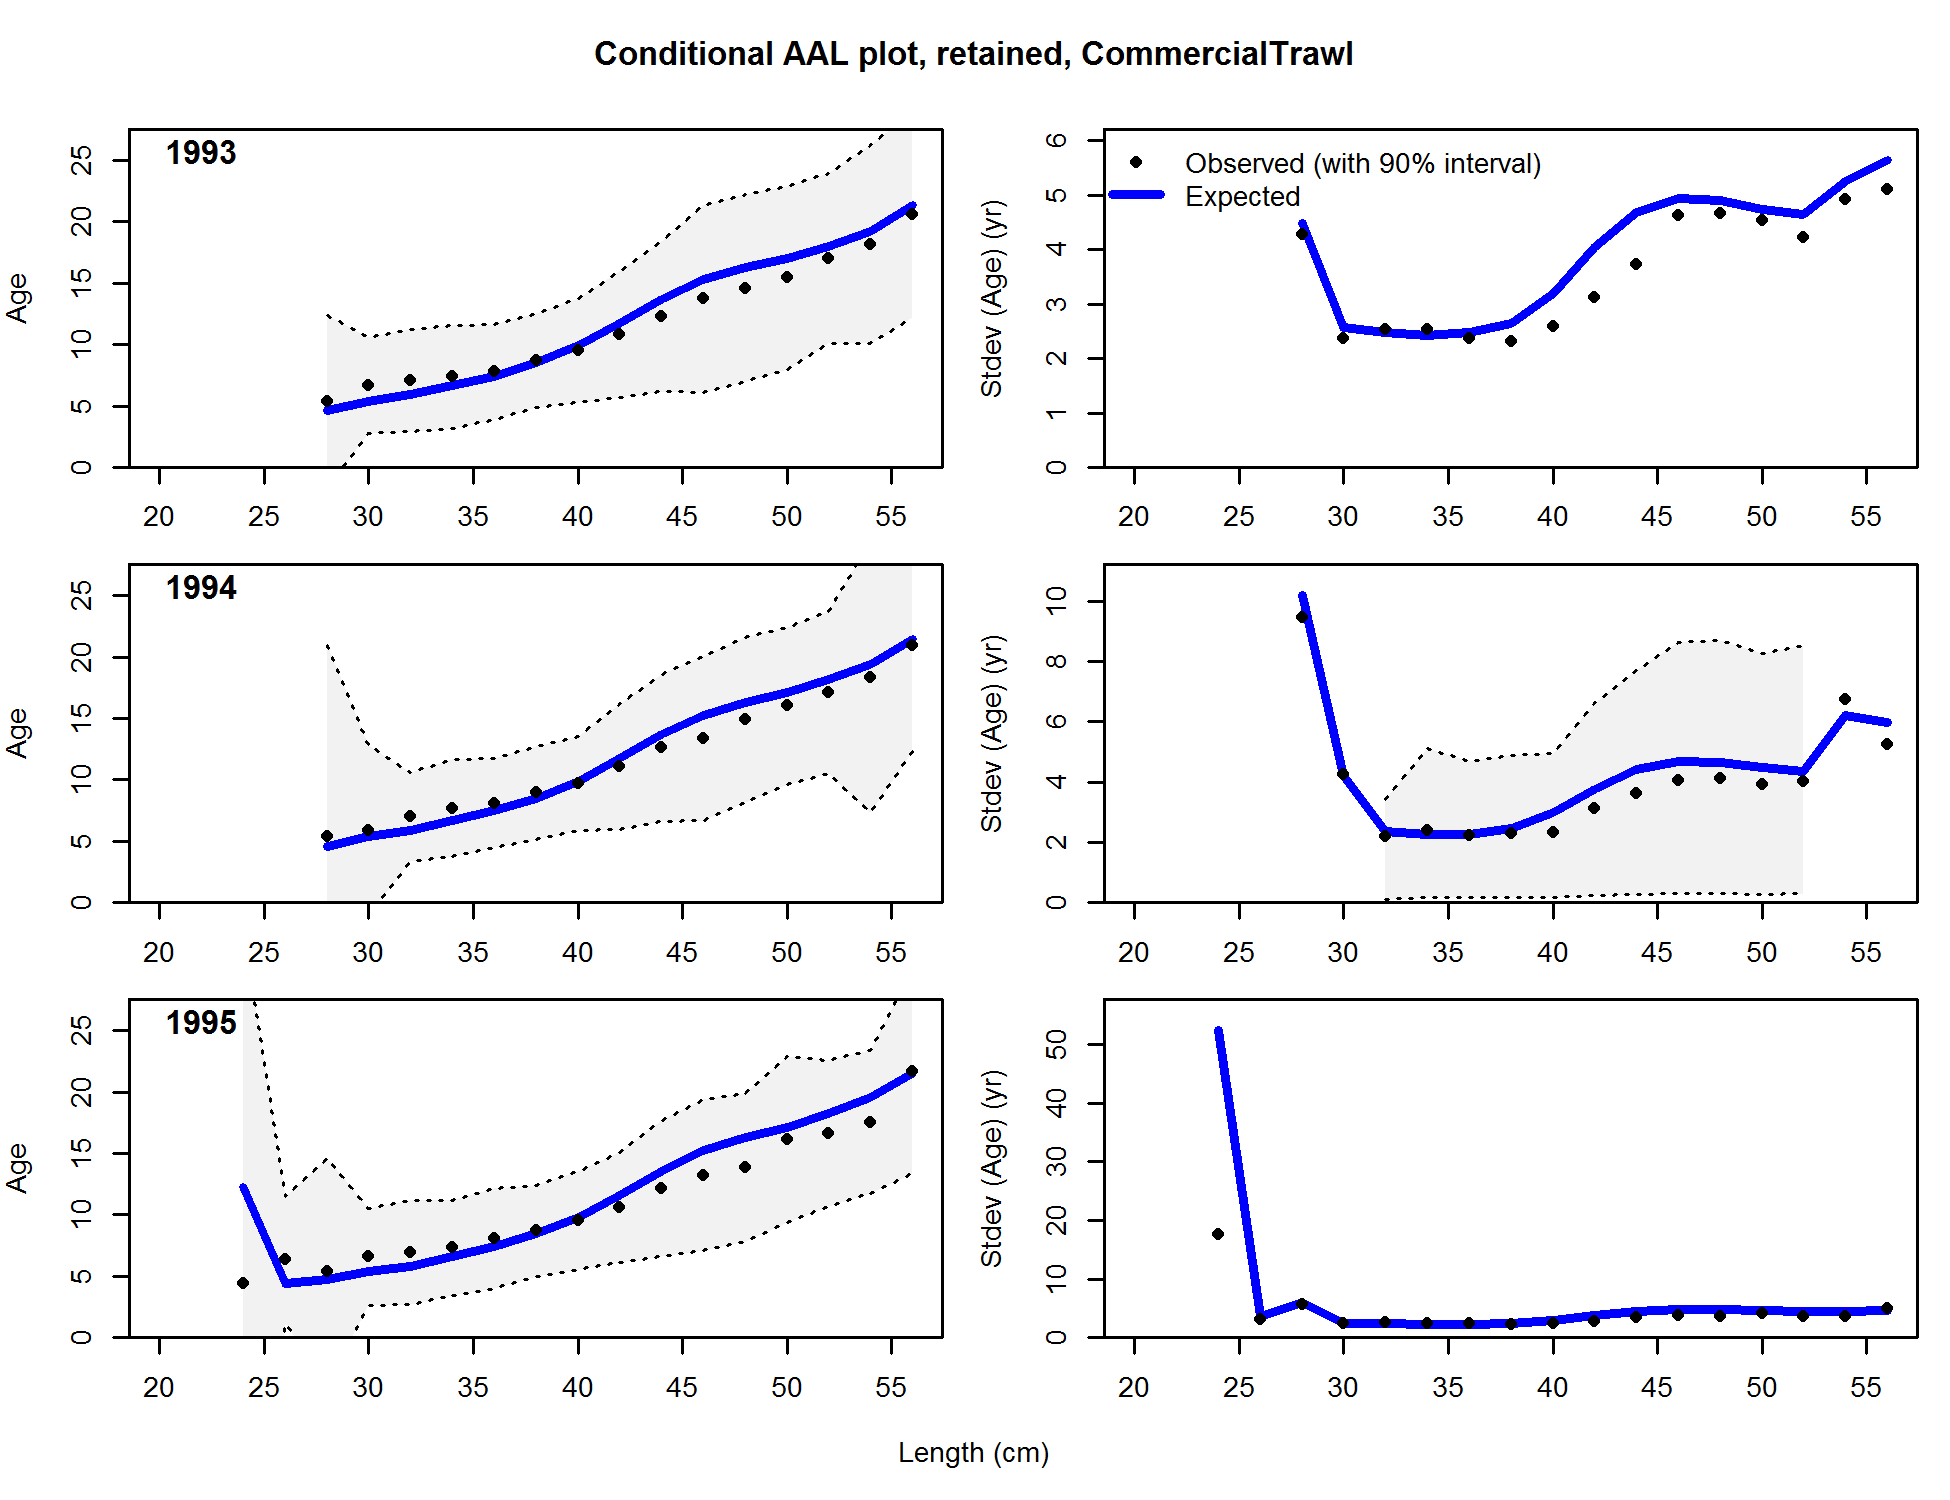 Conditional AAL plot, retained, CommercialTrawl
1993
Age
0 5 10 15 20 25
20 25 30 35 40 45 50 55
Observed (with 90% interval)
Expected
Stdev (Age) (yr)
0 1 2 3 4 5 6
20 25 30 35 40 45 50 55
1994
Age
0 5 10 15 20 25
20 25 30 35 40 45 50 55
Stdev (Age) (yr)
0 2 4 6 8 10
20 25 30 35 40 45 50 55
1995
Age
0 5 10 15 20 25
20 25 30 35 40 45 50 55
Stdev (Age) (yr)
0 10 20 30 40 50
20 25 30 35 40 45 50 55
Length (cm)